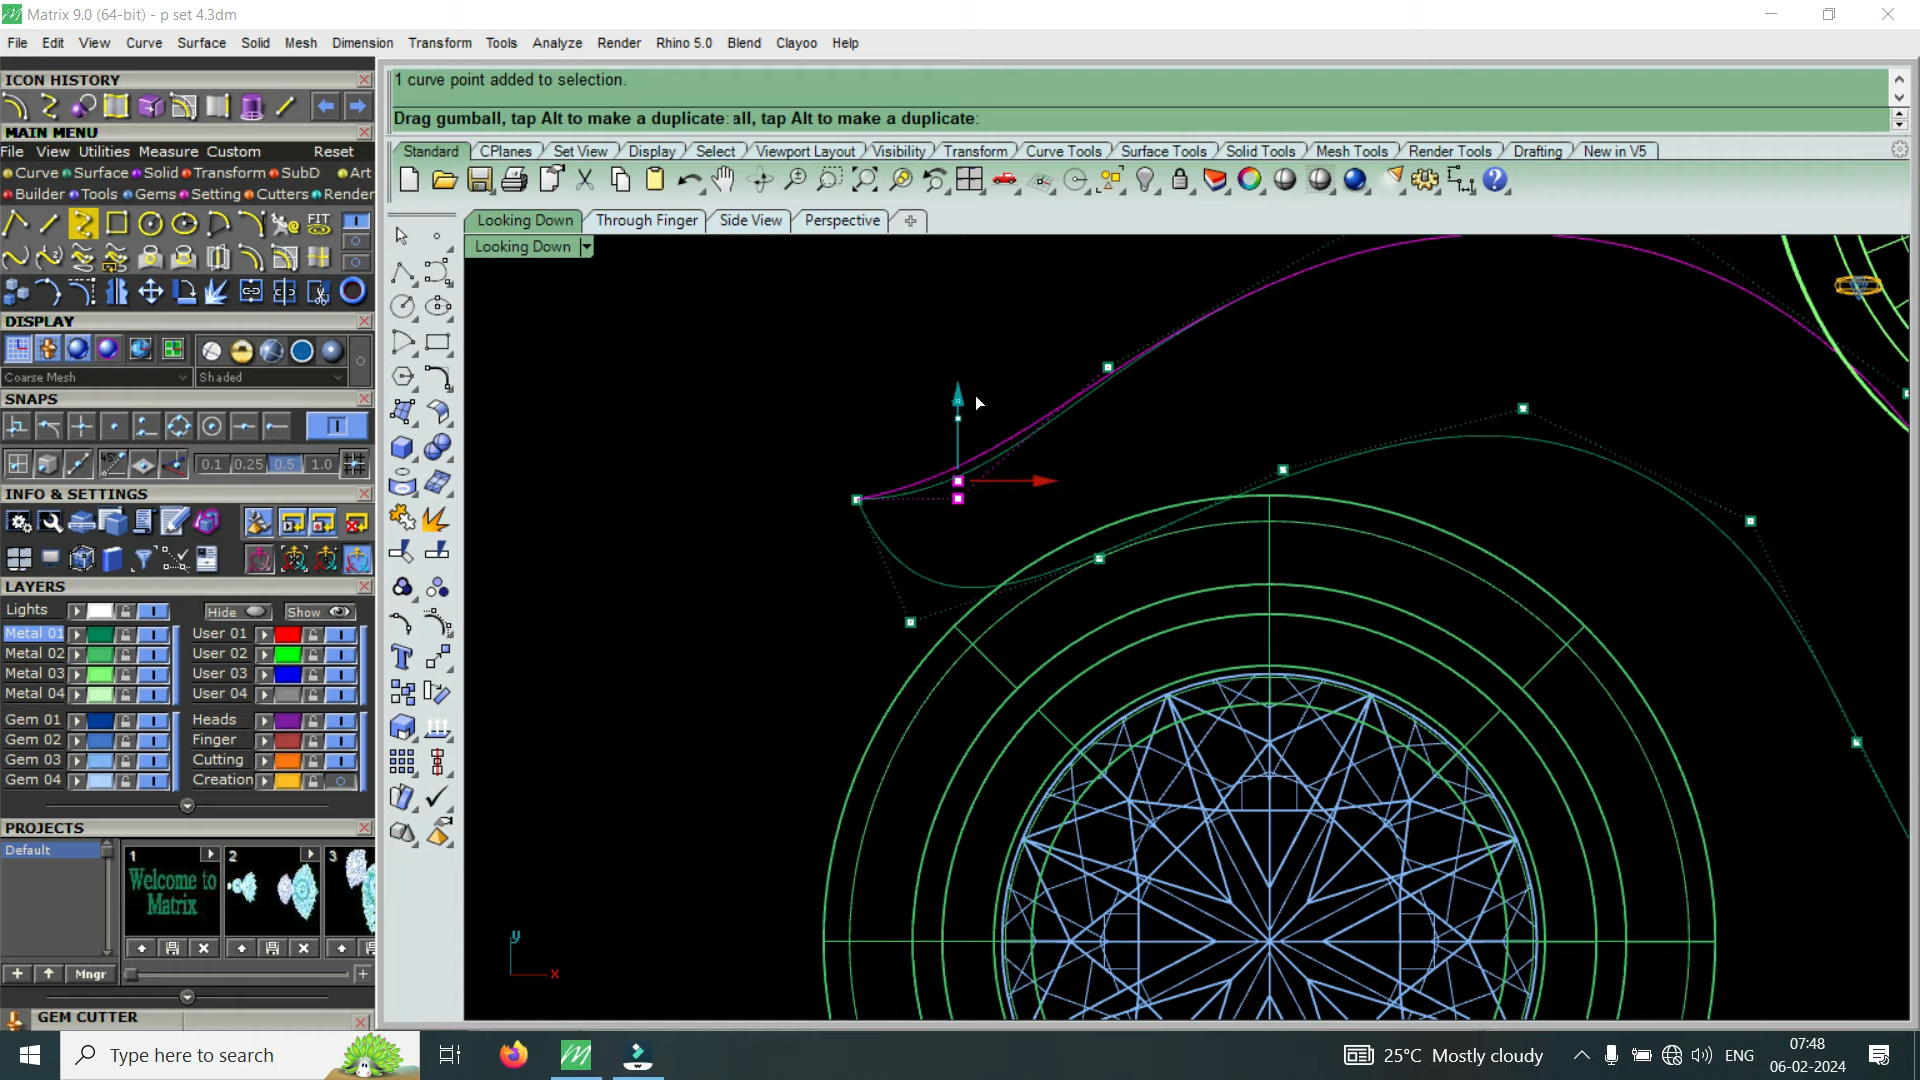 Matrix 9.0 (64-bit) - p set 4.3dm
File Edit View Curve Surface Solid Mesh Dimension Transform Tools Analyze Render Rhino 5.0 Blend Clayoo Help
ICON HISTORY
1 curve point added to selection.
Drag gumball, tap Alt to make a duplicate: all, tap Alt to make a duplicate:
MAIN MENU
File View Utilities Measure Custom Reset
Curve Surface Solid Transform SubD Art
Builder Tools Gems Setting Cutters Render
Standard CPlanes Set View Display Select Viewport Layout Visibility Transform Curve Tools Surface Tools Solid Tools Mesh Tools Render Tools Drafting New in V5
FIT
Looking Down Through Finger Side View Perspective
Looking Down
DISPLAY
Coarse Mesh Shaded
SNAPS
45°
0.1 0.25 0.5 1.0
INFO & SETTINGS
LAYERS
Lights Hide Show
Metal 01 User 01
Metal 02 User 02
Metal 03 User 03
Metal 04 User 04
Gem 01 Heads
Gem 02 Finger
Gem 03 Cutting
Gem 04 Creation
PROJECTS
Default
1 2 3
Welcome to
Matrix
Mngr
GEM CUTTER
y
x
Type here to search
25°C Mostly cloudy
ENG
07:48
06-02-2024